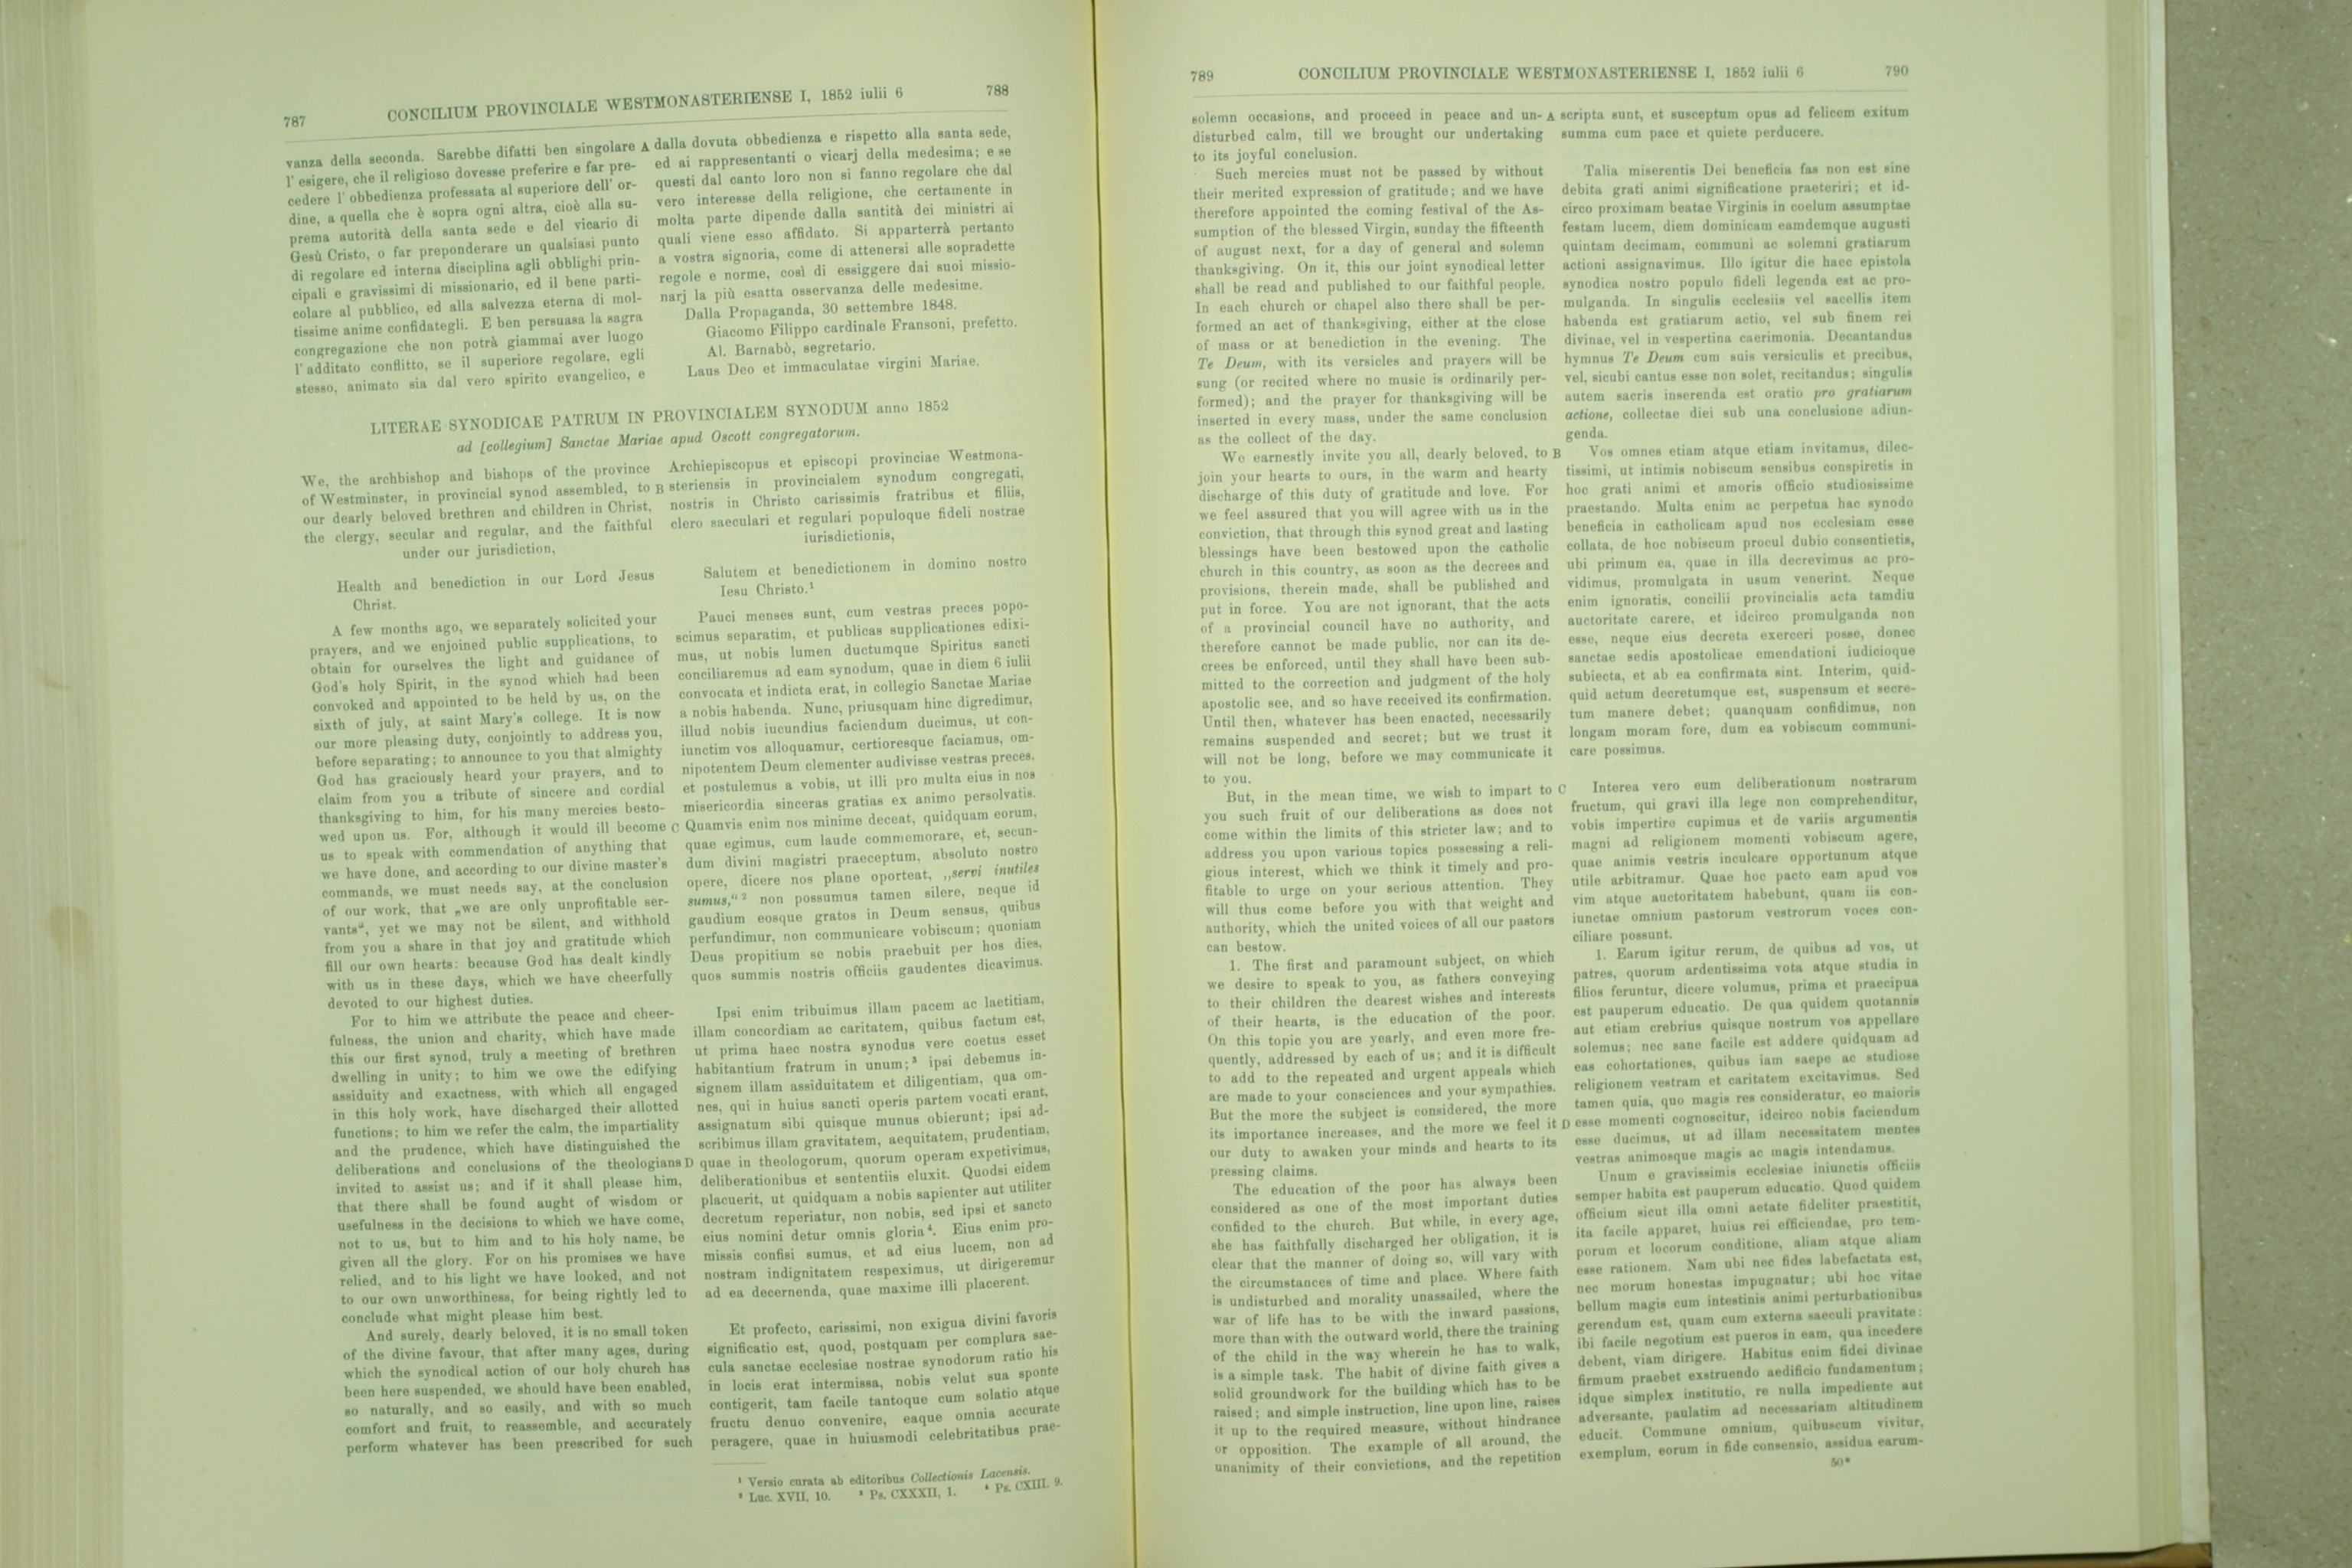 787
CONCILIUM PROVINCIALE WESTMONASTERIENSE I, 1852 iulii 6
788
vanza della seconda. Sarebbe difatti ben singolare
l' esigere, che il religioso dovesse preferire e far pre-
cedere l' obbedienza professata al superiore dell' or-
dine, a quella che è sopra ogni altra, cioè alla su-
prema autorità della santa sede e del vicario di
Gesù Cristo, o far preponderare un qualsiasi punto
di regolare ed interna disciplina agli obblighi prin-
cipali e gravissimi di missionario, ed il bene parti-
colare al pubblico, ed alla salvezza eterna di mol-
tissime anime confidategli. E ben persuasa la sagra
congregazione che non potrà giammai aver luogo
l' additato conflitto, se il superiore regolare, egli
stesso, animato sia dal vero spirito evangelico, e
A
dalla dovuta obbedienza e rispetto alla santa sede,
ed ai rappresentanti o vicarj della medesima; e se
questi dal canto loro non si fanno regolare che dal
vero interesse della religione, che certamente in
molta parte dipende dalla santità dei ministri ai
quali viene esso affidato. Si apparterrà pertanto
a vostra signoria, come di attenersi alle sopradette
regole e norme, così di essiggere dai suoi missio-
narj la più esatta osservanza delle medesime.
Dalla Propaganda, 30 settembre 1848.
Giacomo Filippo cardinale Fransoni, prefetto.
Al. Barnabò, segretario.
Laus Deo et immaculatae virgini Mariae.
LITERAE SYNODICAE PATRUM IN PROVINCIALEM SYNODUM anno 1852
ad [collegium] Sanctae Mariae apud Oscott congregatorum.
We, the archbishop and bishops of the province
of Westminster, in provincial synod assembled, to
our dearly beloved brethren and children in Christ,
the clergy, secular and regular, and the faithful
under our jurisdiction,
Health and benediction in our Lord Jesus
Christ.
A few months ago, we separately solicited your
prayers, and we enjoined public supplications, to
obtain for ourselves the light and guidance of
God's holy Spirit, in the synod which had been
convoked and appointed to be held by us, on the
sixth of july, at saint Mary's college. It is now
our more pleasing duty, conjointly to address you,
before separating; to announce to you that almighty
God has graciously heard your prayers, and to
claim from you a tribute of sincere and cordial
thanksgiving to him, for his many mercies besto-
wed upon us. For, although it would ill become
us to speak with commendation of anything that
we have done, and according to our divine master's
commands, we must needs say, at the conclusion
of our work, that „we are only unprofitable ser-
vants“, yet we may not be silent, and withhold
from you a share in that joy and gratitude which
fill our own hearts: because God has dealt kindly
with us in these days, which we have cheerfully
devoted to our highest duties.
For to him we attribute the peace and cheer-
fulness, the union and charity, which have made
this our first synod, truly a meeting of brethren
dwelling in unity; to him we owe the edifying
assiduity and exactness, with which all engaged
in this holy work, have discharged their allotted
functions; to him we refer the calm, the impartiality
and the prudence, which have distinguished the
deliberations and conclusions of the theologians
invited to assist us; and if it shall please him,
that there shall be found aught of wisdom or
usefulness in the decisions to which we have come,
not to us, but to him and to his holy name, be
given all the glory. For on his promises we have
relied, and to his light we have looked, and not
to our own unworthiness, for being rightly led to
conclude what might please him best.
And surely, dearly beloved, it is no small token
of the divine favour, that after many ages, during
which the synodical action of our holy church has
been here suspended, we should have been enabled,
so naturally, and so easily, and with so much
comfort and fruit, to reassemble, and accurately
perform whatever has been prescribed for such
B
C
D
Archiepiscopus et episcopi provinciae Westmona-
steriensis in provincialem synodum congregati,
nostris in Christo carissimis fratribus et filiis,
clero saeculari et regulari populoque fideli nostrae
iurisdictionis,
Salutem et benedictionem in domino nostro
Iesu Christo.¹
Pauci menses sunt, cum vestras preces popo-
scimus separatim, et publicas supplicationes edixi-
mus, ut nobis lumen ductumque Spiritus sancti
conciliaremus ad eam synodum, quae in diem 6 iulii
convocata et indicta erat, in collegio Sanctae Mariae
a nobis habenda. Nunc, priusquam hinc digredimur,
illud nobis iucundius faciendum ducimus, ut con-
iunctim vos alloquamur, certioresque faciamus, om-
nipotentem Deum clementer audivisse vestras preces,
et postulemus a vobis, ut illi pro multa eius in nos
misericordia sinceras gratias ex animo persolvatis.
Quamvis enim nos minime deceat, quidquam eorum,
quae egimus, cum laude commemorare, et, secun-
dum divini magistri praeceptum, absoluto nostro
opere, dicere nos plane oporteat, „servi inutiles
sumus,“² non possumus tamen silere, neque id
gaudium eosque gratos in Deum sensus, quibus
perfundimur, non communicare vobiscum; quoniam
Deus propitium se nobis praebuit per hos dies,
quos summis nostris officiis gaudentes dicavimus.
Ipsi enim tribuimus illam pacem ac laetitiam,
illam concordiam ac caritatem, quibus factum est,
ut prima haec nostra synodus vere coetus esset
habitantium fratrum in unum;³ ipsi debemus in-
signem illam assiduitatem et diligentiam, qua om-
nes, qui in huius sancti operis partem vocati erant,
assignatum sibi quisque munus obierunt; ipsi ad-
scribimus illam gravitatem, aequitatem, prudentiam,
quae in theologorum, quorum operam expetivimus,
deliberationibus et sententiis eluxit. Quodsi eidem
placuerit, ut quidquam a nobis sapienter aut utiliter
decretum reperiatur, non nobis, sed ipsi et sancto
eius nomini detur omnis gloria⁴. Eius enim pro-
missis confisi sumus, et ad eius lucem, non ad
nostram indignitatem respeximus, ut dirigeremur
ad ea decernenda, quae maxime illi placerent.
Et profecto, carissimi, non exigua divini favoris
significatio est, quod, postquam per complura sae-
cula sanctae ecclesiae nostrae synodorum ratio his
in locis erat intermissa, nobis velut sua sponte
contigerit, tam facile tantoque cum solatio atque
fructu denuo convenire, eaque omnia accurate
peragere, quae in huiusmodi celebritatibus prae-
¹ Versio curata ab editoribus Collectionis Lacensis.
² Luc. XVII, 10. ³ Ps. CXXXII, 1. ⁴ Ps. CXIII, 9.
789
CONCILIUM PROVINCIALE WESTMONASTERIENSE I, 1852 iulii 6
790
solemn occasions, and proceed in peace and un-
disturbed calm, till we brought our undertaking
to its joyful conclusion.
Such mercies must not be passed by without
their merited expression of gratitude; and we have
therefore appointed the coming festival of the As-
sumption of the blessed Virgin, sunday the fifteenth
of august next, for a day of general and solemn
thanksgiving. On it, this our joint synodical letter
shall be read and published to our faithful people.
In each church or chapel also there shall be per-
formed an act of thanksgiving, either at the close
of mass or at benediction in the evening. The
Te Deum, with its versicles and prayers will be
sung (or recited where no music is ordinarily per-
formed); and the prayer for thanksgiving will be
inserted in every mass, under the same conclusion
as the collect of the day.
We earnestly invite you all, dearly beloved, to
join your hearts to ours, in the warm and hearty
discharge of this duty of gratitude and love. For
we feel assured that you will agree with us in the
conviction, that through this synod great and lasting
blessings have been bestowed upon the catholic
church in this country, as soon as the decrees and
provisions, therein made, shall be published and
put in force. You are not ignorant, that the acts
of a provincial council have no authority, and
therefore cannot be made public, nor can its de-
crees be enforced, until they shall have been sub-
mitted to the correction and judgment of the holy
apostolic see, and so have received its confirmation.
Until then, whatever has been enacted, necessarily
remains suspended and secret; but we trust it
will not be long, before we may communicate it
to you.
But, in the mean time, we wish to impart to
you such fruit of our deliberations as does not
come within the limits of this stricter law; and to
address you upon various topics possessing a reli-
gious interest, which we think it timely and pro-
fitable to urge on your serious attention. They
will thus come before you with that weight and
authority, which the united voices of all our pastors
can bestow.
1. The first and paramount subject, on which
we desire to speak to you, as fathers conveying
to their children the dearest wishes and interests
of their hearts, is the education of the poor.
On this topic you are yearly, and even more fre-
quently, addressed by each of us; and it is difficult
to add to the repeated and urgent appeals which
are made to your consciences and your sympathies.
But the more the subject is considered, the more
its importance increases, and the more we feel it
our duty to awaken your minds and hearts to its
pressing claims.
The education of the poor has always been
considered as one of the most important duties
confided to the church. But while, in every age,
she has faithfully discharged her obligation, it is
clear that the manner of doing so, will vary with
the circumstances of time and place. Where faith
is undisturbed and morality unassailed, where the
war of life has to be with the inward passions,
more than with the outward world, there the training
of the child in the way wherein he has to walk,
is a simple task. The habit of divine faith gives a
solid groundwork for the building which has to be
raised; and simple instruction, line upon line, raises
it up to the required measure, without hindrance
or opposition. The example of all around, the
unanimity of their convictions, and the repetition
A
B
C
D
scripta sunt, et susceptum opus ad felicem exitum
summa cum pace et quiete perducere.
Talia miserentis Dei beneficia fas non est sine
debita grati animi significatione praeteriri; et id-
circo proximam beatae Virginis in coelum assumptae
festam lucem, diem dominicam eamdemque augusti
quintam decimam, communi ac solemni gratiarum
actioni assignavimus. Illo igitur die haec epistola
synodica nostro populo fideli legenda est ac pro-
mulganda. In singulis ecclesiis vel sacellis item
habenda est gratiarum actio, vel sub finem rei
divinae, vel in vespertina caerimonia. Decantandus
hymnus Te Deum cum suis versiculis et precibus,
vel, sicubi cantus esse non solet, recitandus; singulis
autem sacris inserenda est oratio pro gratiarum
actione, collectae diei sub una conclusione adiun-
genda.
Vos omnes etiam atque etiam invitamus, dilec-
tissimi, ut intimis nobiscum sensibus conspiretis in
hoc grati animi et amoris officio studiosissime
praestando. Multa enim ac perpetua hac synodo
beneficia in catholicam apud nos ecclesiam esse
collata, de hoc nobiscum procul dubio consentietis,
ubi primum ea, quae in illa decrevimus ac pro-
vidimus, promulgata in usum venerint. Neque
enim ignoratis, concilii provincialis acta tamdiu
auctoritate carere, et idcirco promulganda non
esse, neque eius decreta exerceri posse, donec
sanctae sedis apostolicae emendationi iudicioque
subiecta, et ab ea confirmata sint. Interim, quid-
quid actum decretumque est, suspensum et secre-
tum manere debet; quanquam confidimus, non
longam moram fore, dum ea vobiscum communi-
care possimus.
Interea vero eum deliberationum nostrarum
fructum, qui gravi illa lege non comprehenditur,
vobis impertire cupimus et de variis argumentis
magni ad religionem momenti vobiscum agere,
quae animis vestris inculcare opportunum atque
utile arbitramur. Quae hoc pacto eam apud vos
vim atque auctoritatem habebunt, quam iis con-
iunctae omnium pastorum vestrorum voces con-
ciliare possunt.
1. Earum igitur rerum, de quibus ad vos, ut
patres, quorum ardentissima vota atque studia in
filios feruntur, dicere volumus, prima et praecipua
est pauperum educatio. De qua quidem quotannis
aut etiam crebrius quisque nostrum vos appellare
solemus; nec sane facile est addere quidquam ad
eas cohortationes, quibus iam saepe ac studiose
religionem vestram et caritatem excitavimus. Sed
tamen quia, quo magis res consideratur, eo maioris
esse momenti cognoscitur, idcirco nobis faciendum
esse ducimus, ut ad illam necessitatem mentes
vestras animosque magis ac magis intendamus.
Unum e gravissimis ecclesiae iniunctis officiis
semper habita est pauperum educatio. Quod quidem
officium sicut illa omni aetate fideliter praestitit,
ita facile apparet, huius rei efficiendae, pro tem-
porum et locorum conditione, aliam atque aliam
esse rationem. Nam ubi nec fides labefactata est,
nec morum honestas impugnatur; ubi hoc vitae
bellum magis cum intestinis animi perturbationibus
gerendum est, quam cum externa saeculi pravitate:
ibi facile negotium est pueros in eam, qua incedere
debent, viam dirigere. Habitus enim fidei divinae
firmum praebet exstruendo aedificio fundamentum;
idque simplex institutio, re nulla impediente aut
adversante, paulatim ad necessariam altitudinem
educit. Commune omnium, quibuscum vivitur,
exemplum, eorum in fide consensio, assidua earum-
50*